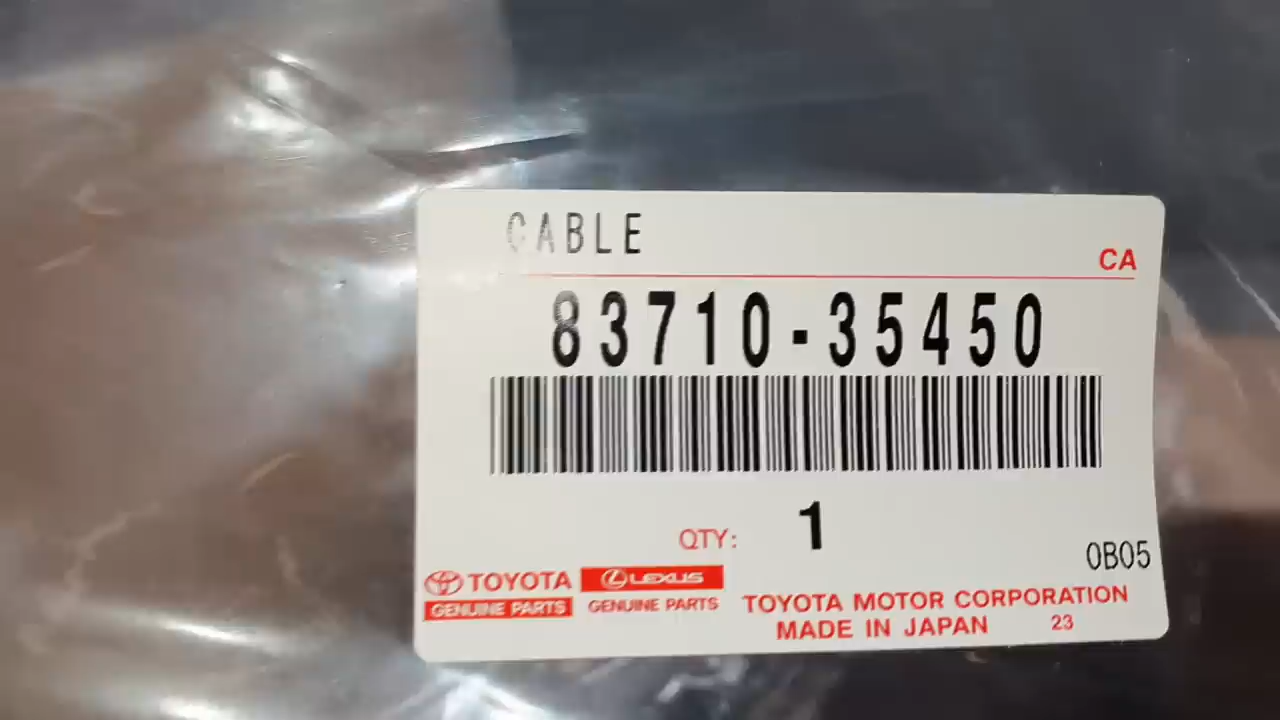 CABLE
CA
83710-35450
QTY: 1
0B05
TOYOTA
GENUINE PARTS
LEXUS
GENUINE PARTS
TOYOTA MOTOR CORPORATION
MADE IN JAPAN 23